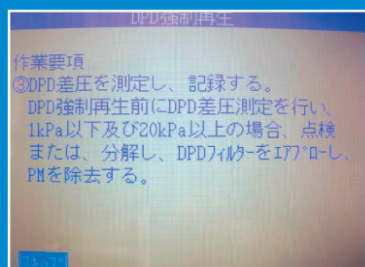 DPD強制再生
作業要項
③DPD差圧を測定し、記録する。
DPD強制再生前にDPD差圧測定を行い、
1kPa以下及び20kPa以上の場合、点検
または、分解し、DPDフィルターをエアブローし、
PMを除去する。